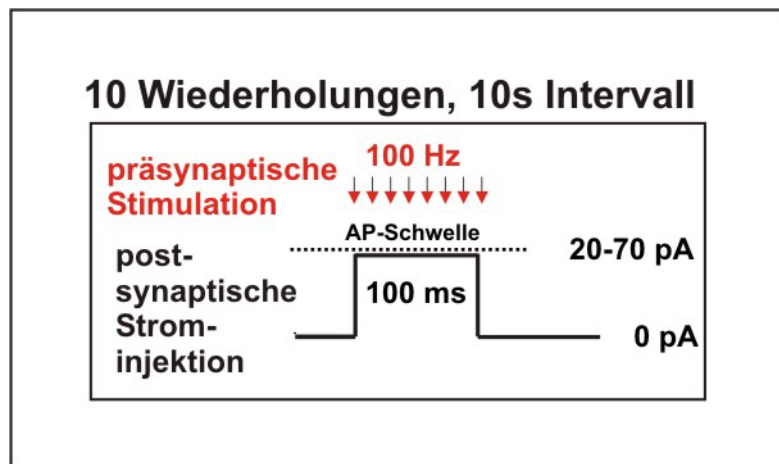 10 Wiederholungen, 10s Intervall
präsynaptische
Stimulation
100 Hz
AP-Schwelle
post-
synaptische
Strom-
injektion
100 ms
20-70 pA
0 pA